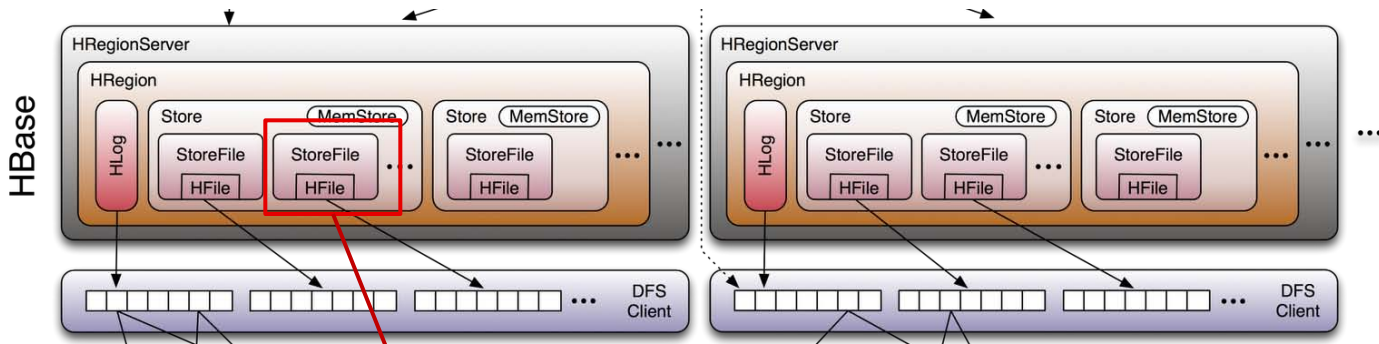 HBase
HRegionServer
HRegion
HLog
Store
MemStore
StoreFile
HFile
StoreFile
HFile
...
Store
MemStore
StoreFile
HFile
...
...
DFS
Client
...
HRegionServer
HRegion
HLog
Store
MemStore
StoreFile
HFile
StoreFile
HFile
...
Store
MemStore
StoreFile
HFile
...
...
DFS
Client
...
...